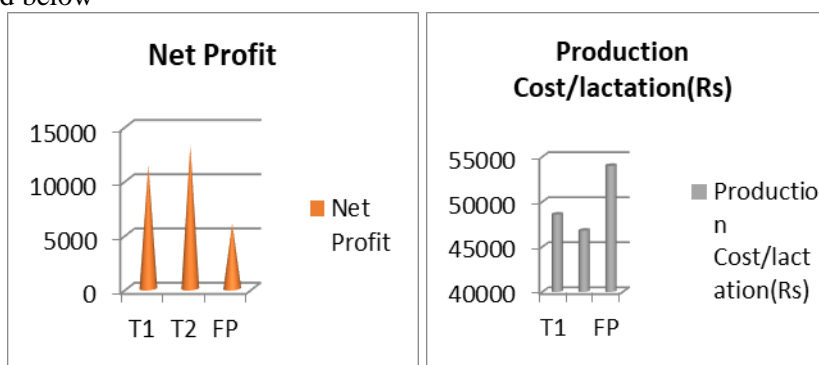 d below
Net Profit
15000
10000
5000
0
T1 T2 FP
Net
Profit
Production
Cost/lactation(Rs)
55000
50000
45000
40000
T1 FP
Productio
n
Cost/lact
ation(Rs)